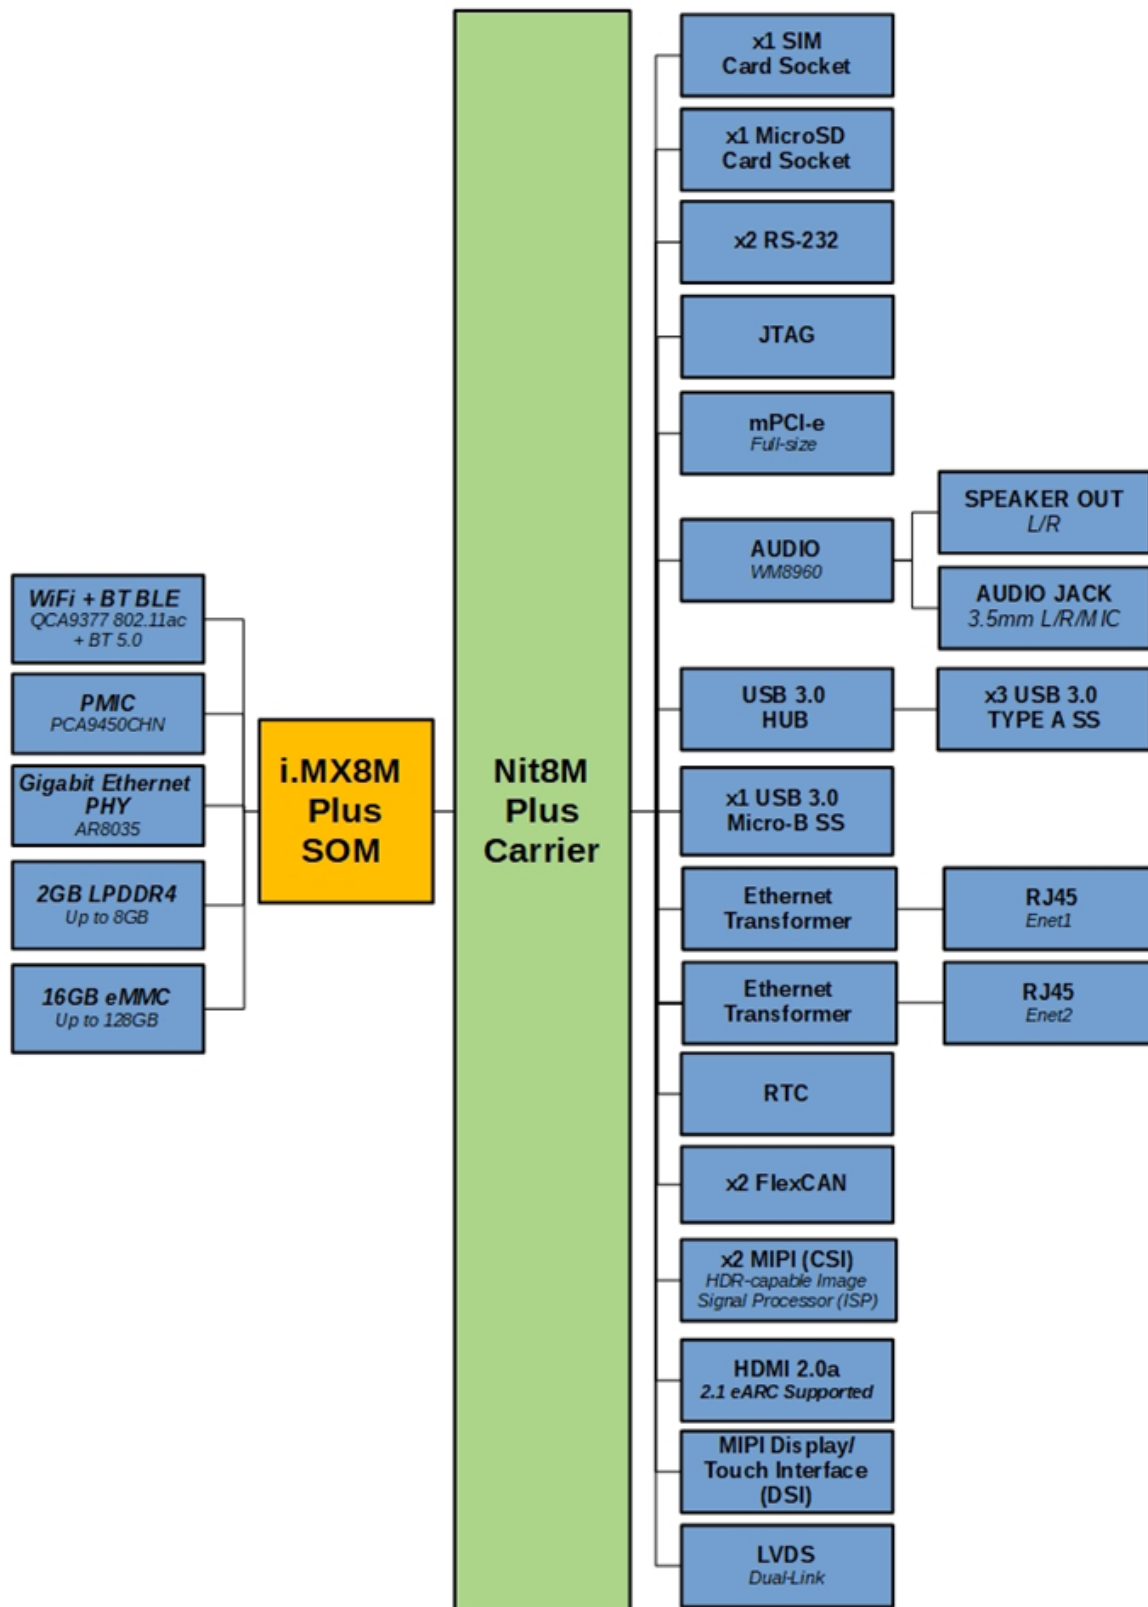 x1 SIM
Card Socket
x1 MicroSD
Card Socket
x2 RS-232
JTAG
mPCI-e
Full-size
AUDIO
WM8960
SPEAKER OUT
L/R
AUDIO JACK
3.5mm L/R/MIC
WiFi + BT BLE
QCA9377 802.11ac
+ BT 5.0
PMIC
PCA9450CHN
Gigabit Ethernet
PHY
AR8035
2GB LPDDR4
Up to 8GB
16GB eMMC
Up to 128GB
i.MX8M
Plus
SOM
Nit8M
Plus
Carrier
USB 3.0
HUB
x3 USB 3.0
TYPE A SS
x1 USB 3.0
Micro-B SS
Ethernet
Transformer
RJ45
Enet1
Ethernet
Transformer
RJ45
Enet2
RTC
x2 FlexCAN
x2 MIPI (CSI)
HDR-capable Image
Signal Processor (ISP)
HDMI 2.0a
2.1 eARC Supported
MIPI Display/
Touch Interface
(DSI)
LVDS
Dual-Link